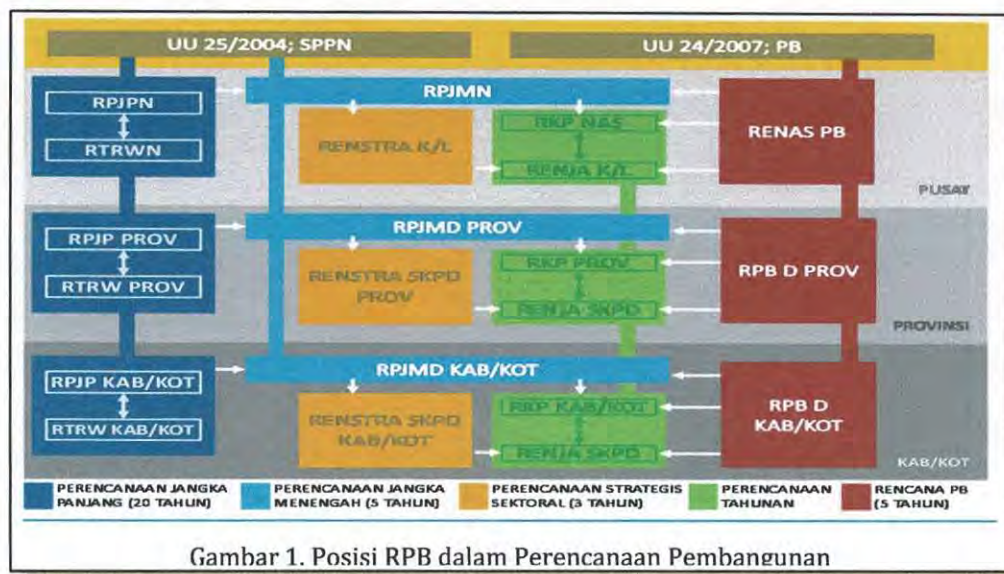 UU 25/2004; SPPN
UU 24/2007; PB
RPJPN
RTRWN
RPJMN
RENSTRA K/L
RKP NAS
RENJA K/L
RENAS PB
PUSAT
RPJP PROV
RTRW PROV
RPJMD PROV
RENSTRA SKPD
PROV
RKP PROV
RENJA SKPD
RPB D PROV
PROVINSI
RPJP KAB/KOT
RTRW KAB/KOT
RPJMD KAB/KOT
RENSTRA SKPD
KAB/KOT
RKP KAB/KOT
RENJA SKPD
RPB D
KAB/KOT
KAB/KOT
PERENCANAAN JANGKA
PANJANG (20 TAHUN)
PERENCANAAN JANGKA
MENENGAH (5 TAHUN)
PERENCANAAN STRATEGIS
SEKTORAL (3 TAHUN)
PERENCANAAN
TAHUNAN
RENCANA PB
(5 TAHUN)
Gambar 1. Posisi RPB dalam Perencanaan Pembangunan